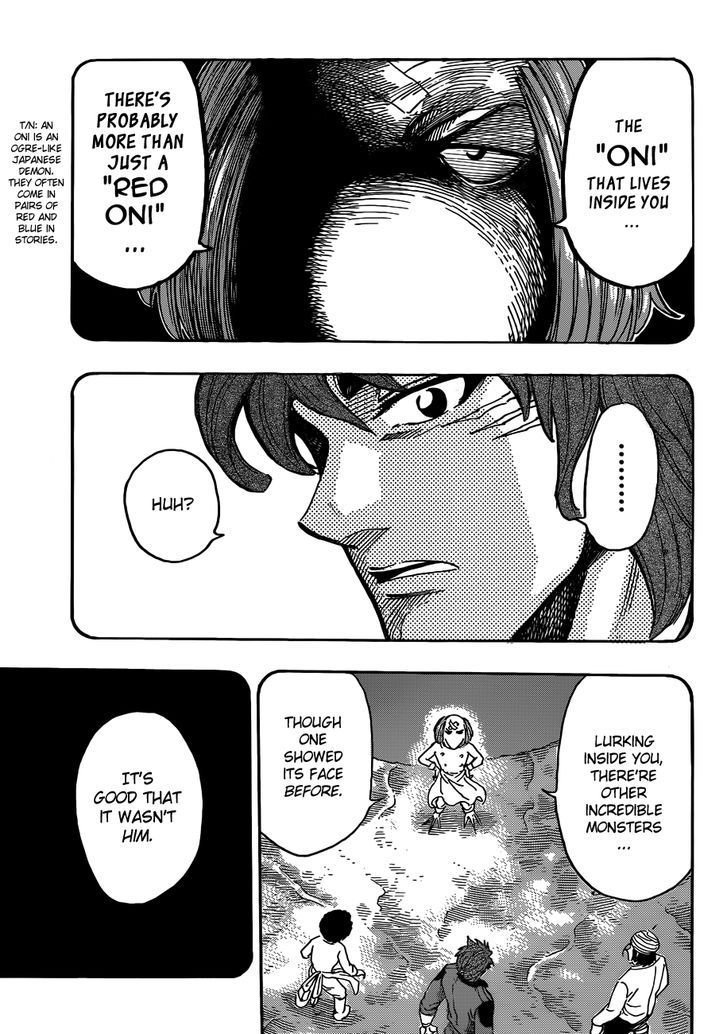 THE
"ONI"
THAT LIVES
INSIDE YOU
...
THERE'S
PROBABLY
MORE THAN
JUST A
"RED
ONI"
...
T/N: AN
ONI IS AN
OGRE-LIKE
JAPANESE
DEMON.
THEY OFTEN
COME IN
PAIRS OF
RED AND
BLUE IN
STORIES.
.........
HUH?
LURKING
INSIDE YOU,
THERE'RE
OTHER
INCREDIBLE
MONSTERS
...
THOUGH
ONE
SHOWED
ITS FACE
BEFORE.
IT'S
GOOD THAT
IT WASN'T
HIM.